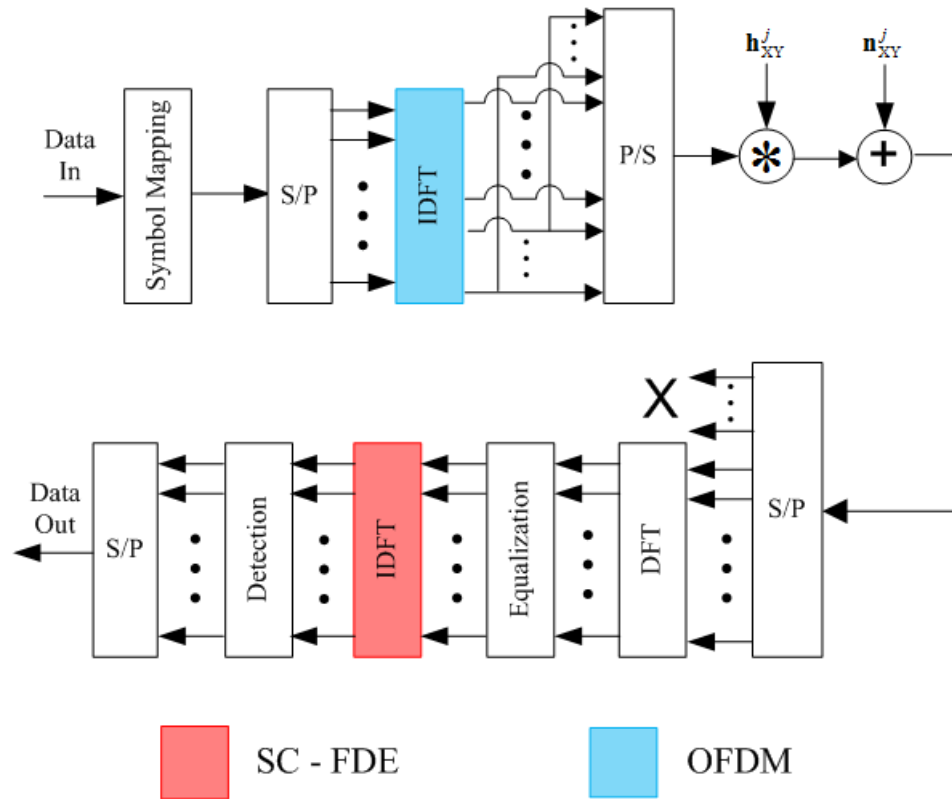 Data
In
Symbol Mapping
S/P
IDFT
P/S
h^j_XY
n^j_XY
*
+
X
Data
Out
S/P
Detection
IDFT
Equalization
DFT
S/P
SC - FDE
OFDM